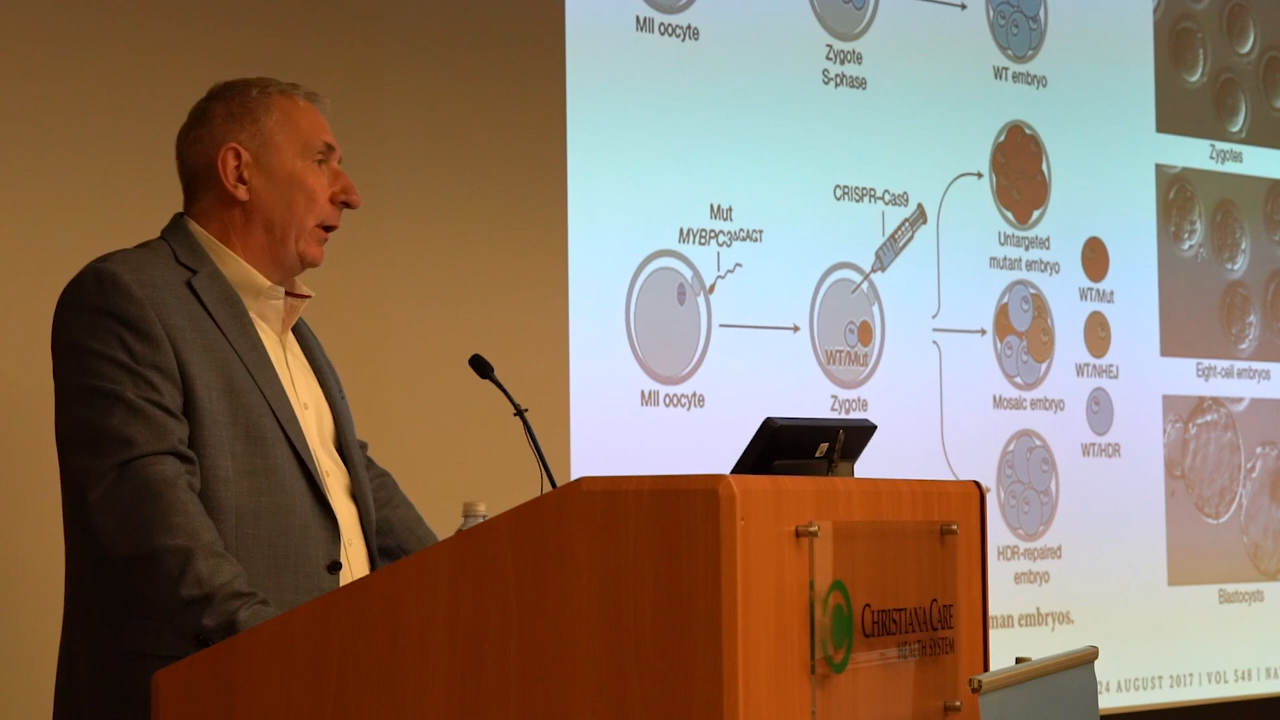 MII oocyte
Zygote
S-phase
WT embryo
Zygotes
CRISPR–Cas9
Mut
MYBPC3ΔGAGT
Untargeted
mutant embryo
WT/Mut
WT/Mut
WT/NHEJ
Eight-cell embryos
MII oocyte
Zygote
Mosaic embryo
WT/HDR
HDR-repaired
embryo
Blastocysts
man embryos.
24 AUGUST 2017 | VOL 548 | NA
CHRISTIANA CARE
HEALTH SYSTEM